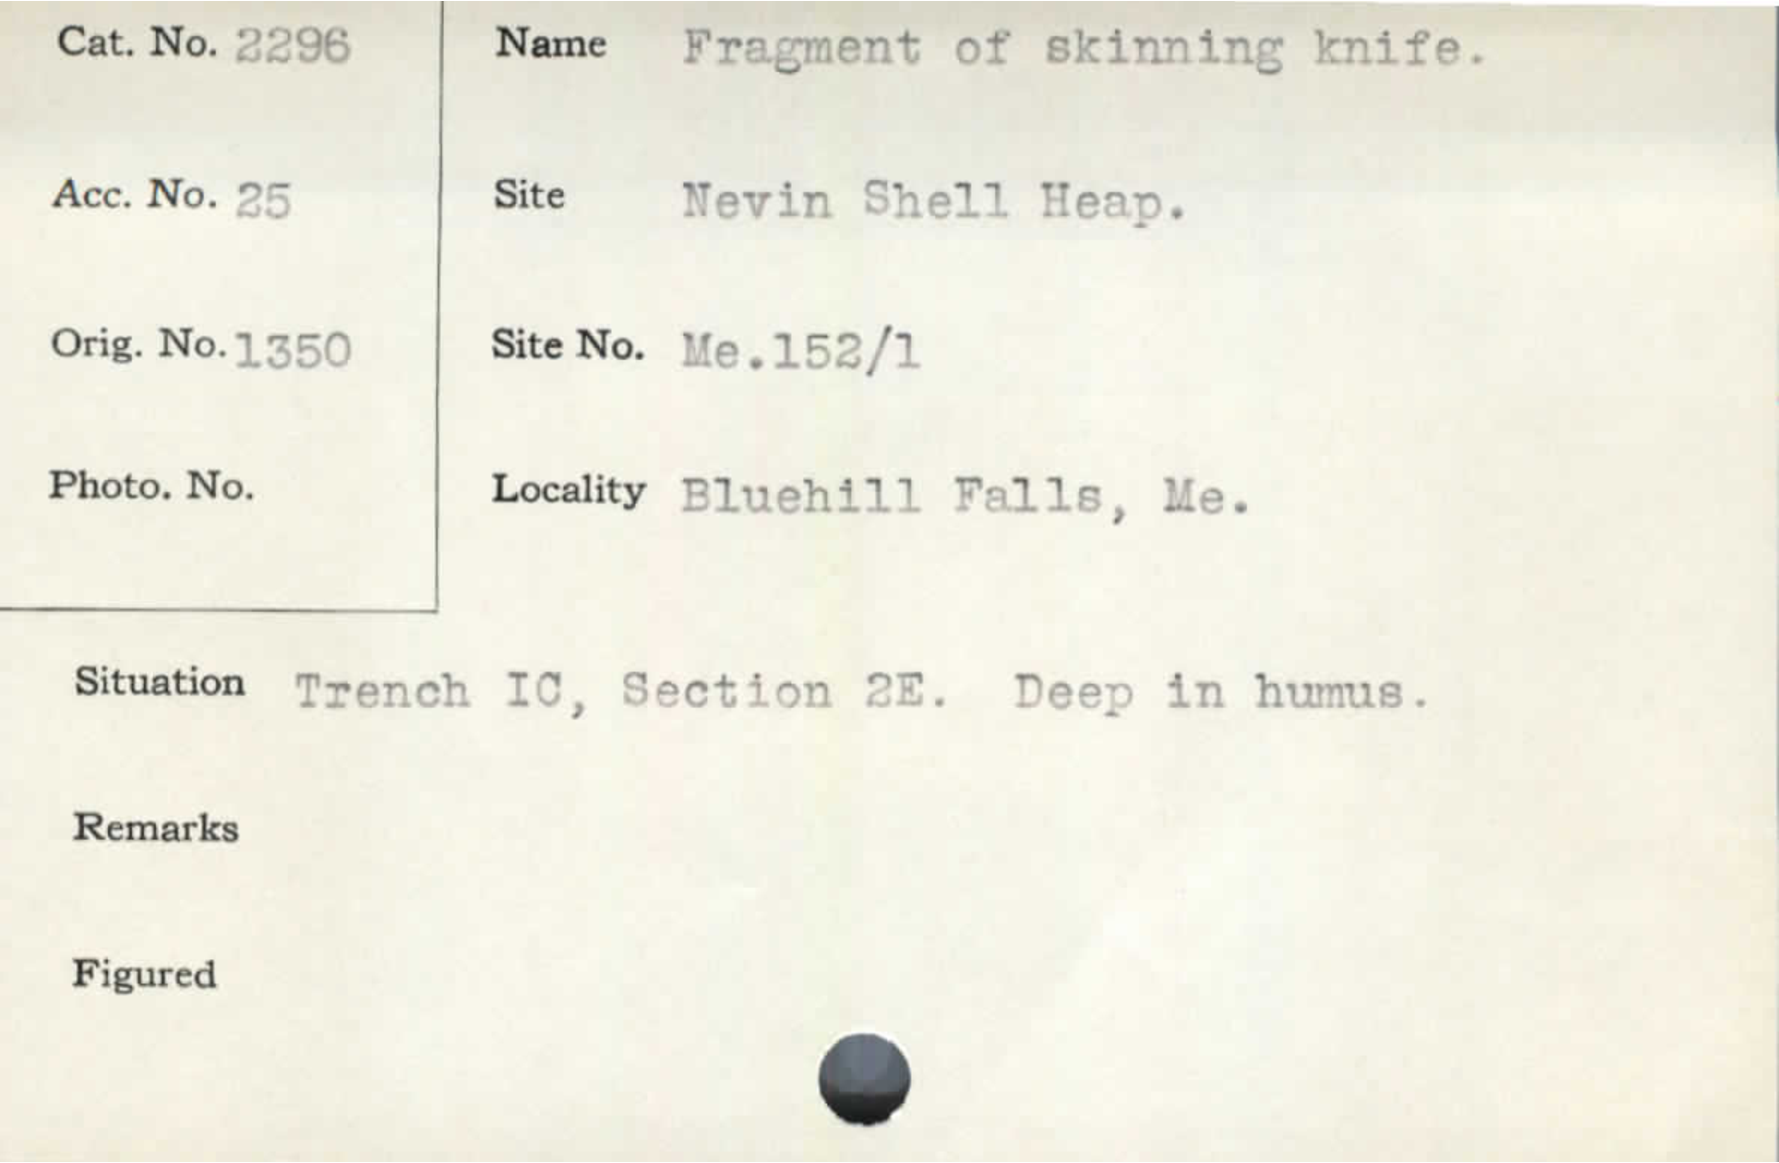 Cat. No. 2296
Acc. No. 25
Orig. No. 1350
Photo. No.
Name Fragment of skinning knife.
Site Nevin Shell Heap.
Site No. Me.152/1
Locality Bluehill Falls, Me.
Situation Trench IC, Section 2E. Deep in humus.
Remarks
Figured